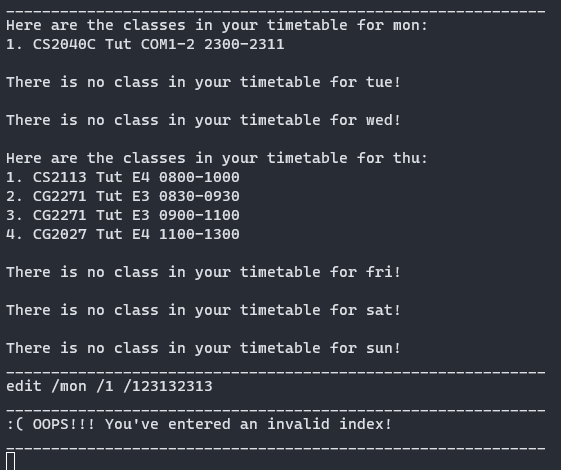 ____________________________________________________________
Here are the classes in your timetable for mon:
1. CS2040C Tut COM1-2 2300-2311
There is no class in your timetable for tue!
There is no class in your timetable for wed!
Here are the classes in your timetable for thu:
1. CS2113 Tut E4 0800-1000
2. CG2271 Tut E3 0830-0930
3. CG2271 Tut E3 0900-1100
4. CG2027 Tut E4 1100-1300
There is no class in your timetable for fri!
There is no class in your timetable for sat!
There is no class in your timetable for sun!
____________________________________________________________
edit /mon /1 /123132313
____________________________________________________________
:( OOPS!!! You've entered an invalid index!
____________________________________________________________